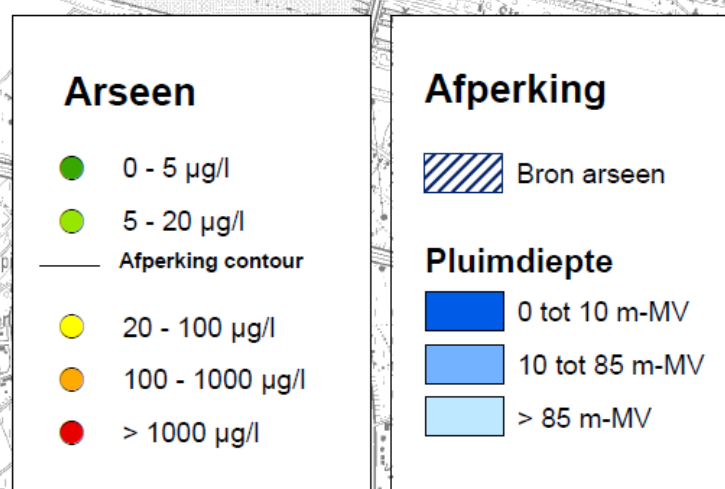 Arseen
0 - 5 µg/l
5 - 20 µg/l
Afperking contour
20 - 100 µg/l
100 - 1000 µg/l
> 1000 µg/l
Afperking
Bron arseen
Pluimdiepte
0 tot 10 m-MV
10 tot 85 m-MV
> 85 m-MV